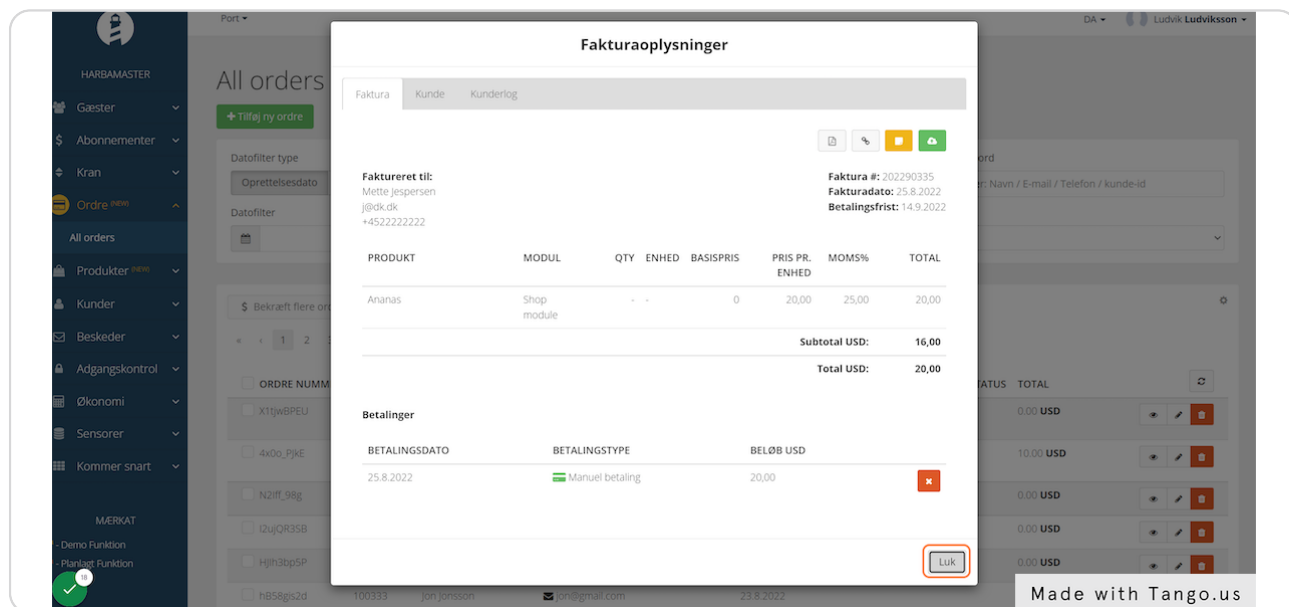 Port
DA
Ludvik Ludviksson
HARBAMASTER
Gæster
Abonnementer
Kran
Ordre (NEW)
All orders
Produkter (NEW)
Kunder
Beskeder
Adgangskontrol
Økonomi
Sensorer
Kommer snart
MÆRKAT
- Demo Funktion
- Planlagt Funktion
18
All orders
+ Tilføj ny ordre
Datofilter type
Oprettelsesdato
Datofilter
r: Navn / E-mail / Telefon / kunde-id
$ Bekræft flere
« ‹ 1 2
ORDRE NUMM
TOTAL
X1tjwBPEU
0.00 USD
4x0o_PJkE
10.00 USD
0.00 USD
I2ujQR3SB
0.00 USD
HJIh3bpSP
0.00 USD
hB58gis2d 100333 Jon Jonsson jon@gmail.com 23.8.2022
Fakturaoplysninger
Faktura Kunde Kunderlog
Faktureret til:
Mette Jespersen
j@dk.dk
+4522222222
Faktura #: 202290335
Fakturadato: 25.8.2022
Betalingsfrist: 14.9.2022
PRODUKT MODUL QTY ENHED BASISPRIS PRIS PR. MOMS% TOTAL
ENHED
Ananas Shop - - 0 20,00 25,00 20,00
module
Subtotal USD: 16,00
Total USD: 20,00
Betalinger
BETALINGSDATO BETALINGSTYPE BELØB USD
25.8.2022 Manuel betaling 20,00
Luk
Made with Tango.us